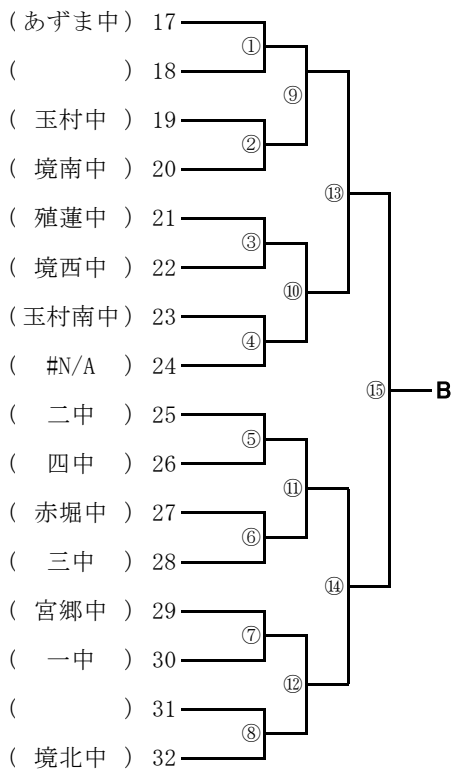 (あずま中) 17
①
(　　　) 18
⑨
( 玉村中 ) 19
②
( 境南中 ) 20
⑬
( 殖蓮中 ) 21
③
( 境西中 ) 22
⑩
(玉村南中) 23
④
( #N/A ) 24
⑮ B
( 二中 ) 25
⑤
( 四中 ) 26
⑪
( 赤堀中 ) 27
⑥
( 三中 ) 28
⑭
( 宮郷中 ) 29
⑦
( 一中 ) 30
⑫
(　　　) 31
⑧
( 境北中 ) 32